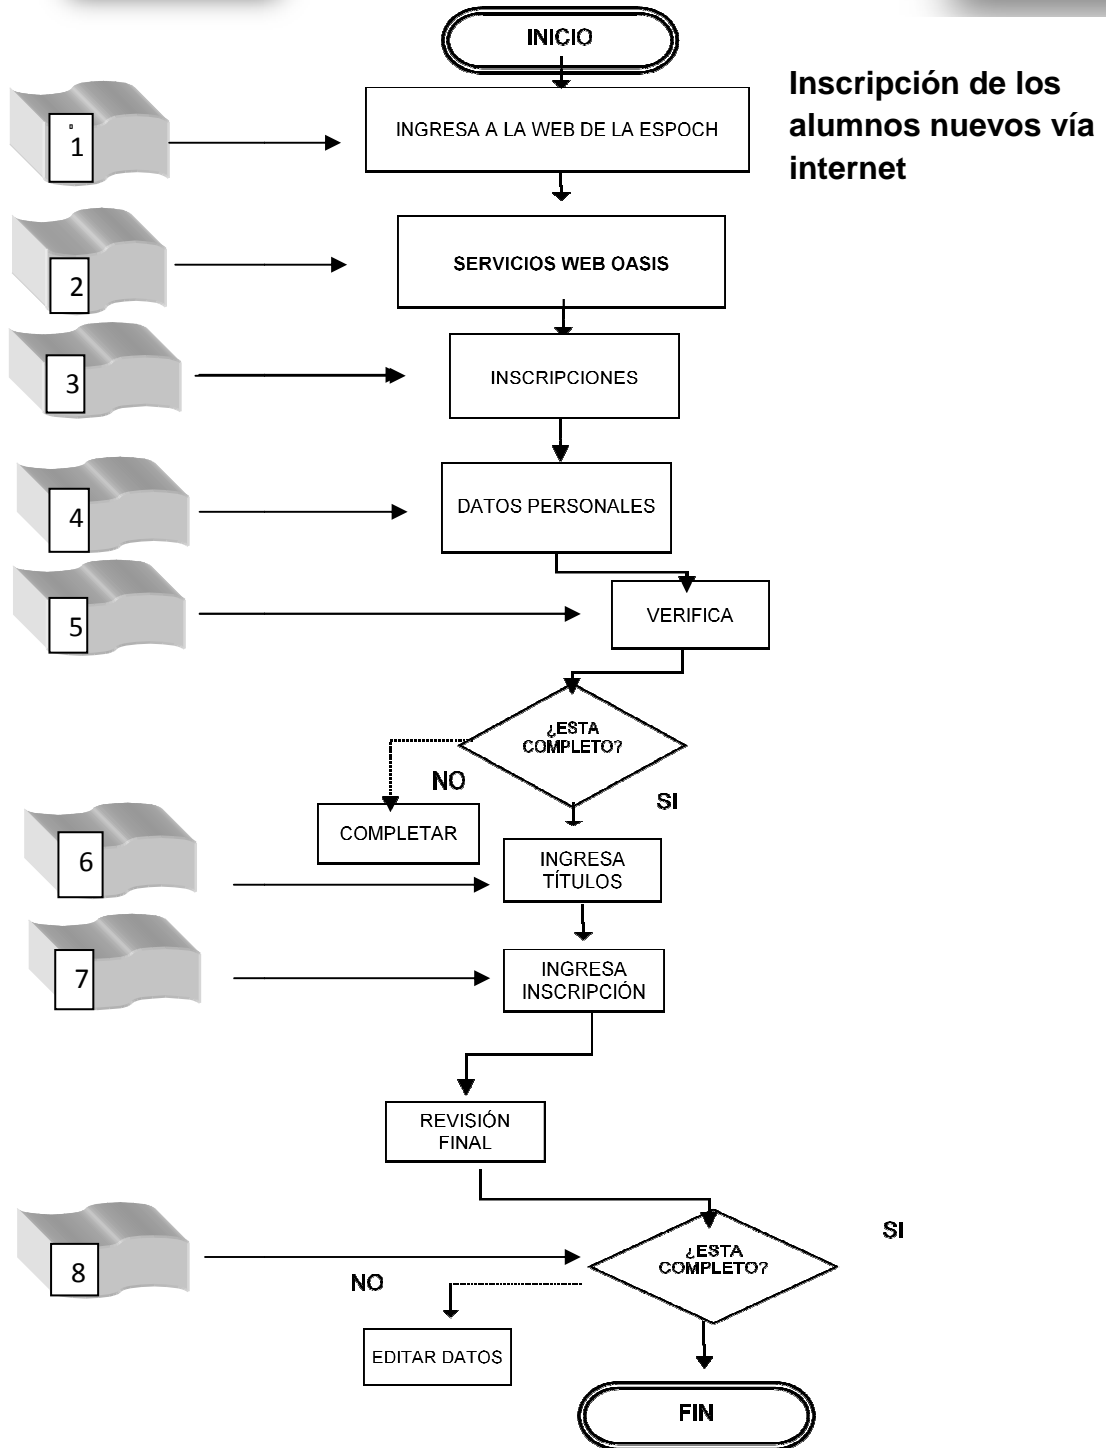 INICIO
Inscripción de los
alumnos nuevos vía
internet
1
INGRESA A LA WEB DE LA ESPOCH
2
SERVICIOS WEB OASIS
3
INSCRIPCIONES
4
DATOS PERSONALES
5
VERIFICA
¿ESTA
COMPLETO?
NO
SI
COMPLETAR
6
INGRESA
TÍTULOS
7
INGRESA
INSCRIPCIÓN
REVISIÓN
FINAL
8
¿ESTA
COMPLETO?
SI
NO
EDITAR DATOS
FIN